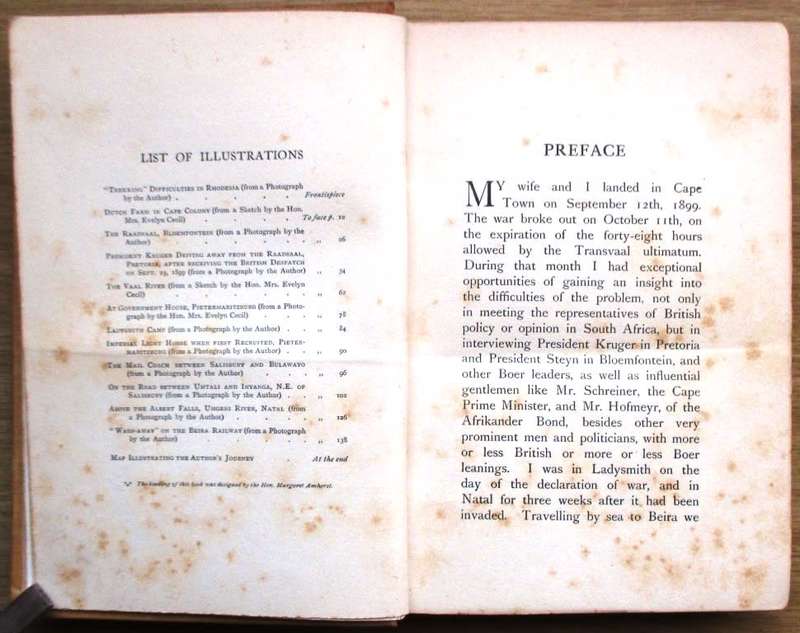 LIST OF ILLUSTRATIONS
"TREKKING" DIFFICULTIES IN RHODESIA (from a Photograph
by the Author) . . . . . . Frontispiece
DUTCH FARM IN CAPE COLONY (from a Sketch by the Hon.
Mrs. Evelyn Cecil) . . . . To face p. 12
THE RAADSAAL, BLOEMFONTEIN (from a Photograph by the
Author) . . . . . . ,, 26
PRESIDENT KRUGER DRIVING AWAY FROM THE RAADSAAL,
PRETORIA, AFTER RECEIVING THE BRITISH DESPATCH
ON SEPT. 25, 1899 (from a Photograph by the Author) ,, 34
THE VAAL RIVER (from a Sketch by the Hon. Mrs. Evelyn
Cecil) . . . . . . ,, 62
AT GOVERNMENT HOUSE, PIETERMARITZBURG (from a Photo-
graph by the Hon. Mrs. Evelyn Cecil) . . . ,, 78
LADYSMITH CAMP (from a Photograph by the Author) . . ,, 84
IMPERIAL LIGHT HORSE WHEN FIRST RECRUITED, PIETER-
MARITZBURG (from a Photograph by the Author) . . ,, 90
THE MAIL COACH BETWEEN SALISBURY AND BULAWAYO
(from a Photograph by the Author) . . . ,, 96
ON THE ROAD BETWEEN UMTALI AND INYANGA, N.E. OF
SALISBURY (from a Photograph by the Author) . . ,, 102
ABOVE THE ALBERT FALLS, UMGENI RIVER, NATAL (from
a Photograph by the Author) . . . . ,, 126
"WASH-AWAY" ON THE BEIRA RAILWAY (from a Photograph
by the Author) . . . . . . ,, 138
MAP ILLUSTRATING THE AUTHOR'S JOURNEY . . At the end
*** The binding of this book was designed by the Hon. Margaret Amherst.
PREFACE
MY wife and I landed in Cape
Town on September 12th, 1899.
The war broke out on October 11th, on
the expiration of the forty-eight hours
allowed by the Transvaal ultimatum.
During that month I had exceptional
opportunities of gaining an insight into
the difficulties of the problem, not only
in meeting the representatives of British
policy or opinion in South Africa, but in
interviewing President Kruger in Pretoria
and President Steyn in Bloemfontein, and
other Boer leaders, as well as influential
gentlemen like Mr. Schreiner, the Cape
Prime Minister, and Mr. Hofmeyr, of the
Afrikander Bond, besides other very
prominent men and politicians, with more
or less British or more or less Boer
leanings. I was in Ladysmith on the
day of the declaration of war, and in
Natal for three weeks after it had been
invaded. Travelling by sea to Beira we